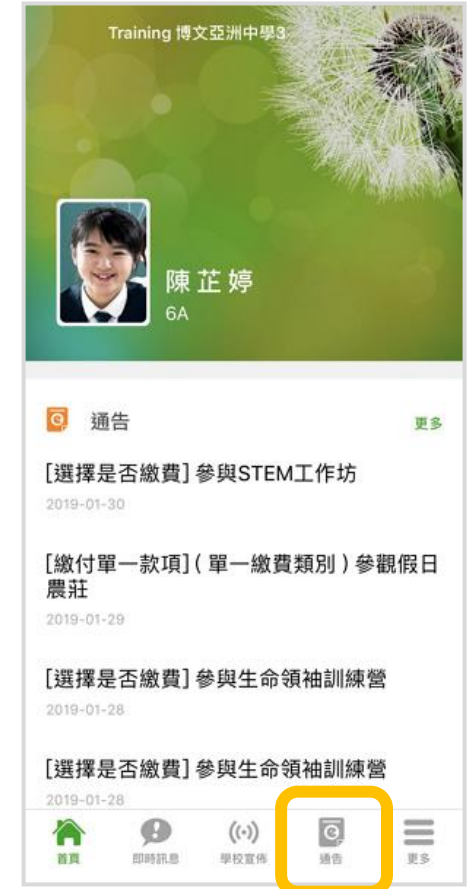 Training 博文亞洲中學3
陳芷婷
6A
通告
更多
[選擇是否繳費] 參與STEM工作坊
2019-01-30
[繳付單一款項] ( 單一繳費類別 ) 參觀假日
農莊
2019-01-29
[選擇是否繳費] 參與生命領袖訓練營
2019-01-28
[選擇是否繳費] 參與生命領袖訓練營
2019-01-28
首頁
即時訊息
學校宣佈
通告
更多